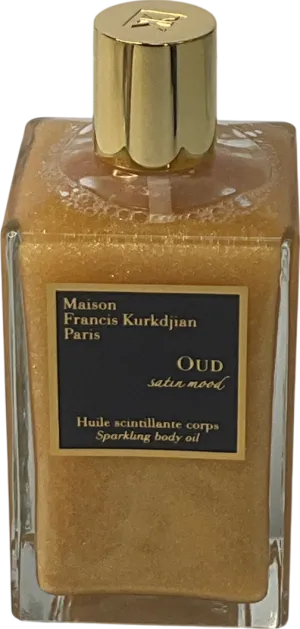 Maison
Francis Kurkdjian
Paris
OUD
satin mood
Huile scintillante corps
Sparkling body oil